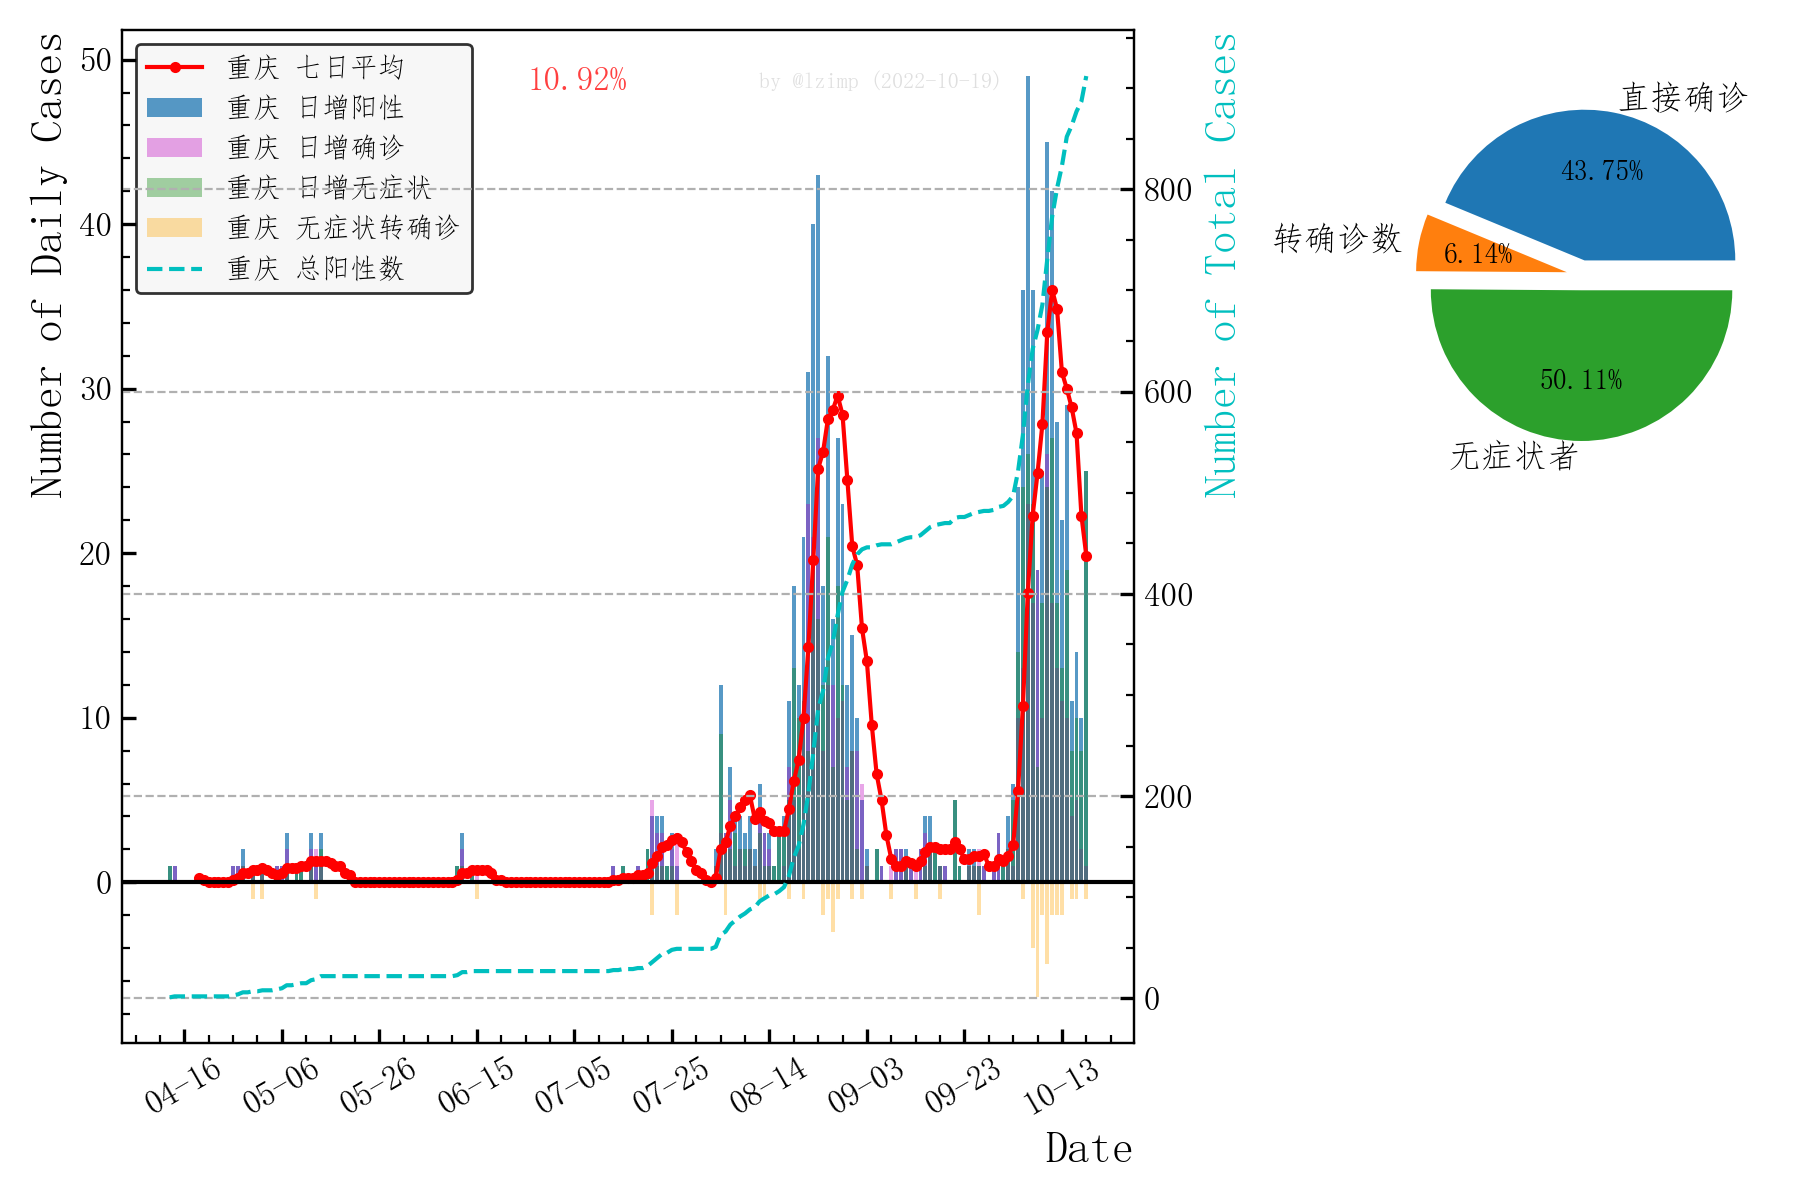 Number of Daily Cases
50
40
30
20
10
0
重庆 七日平均
重庆 日增阳性
重庆 日增确诊
重庆 日增无症状
重庆 无症状转确诊
重庆 总阳性数
10.92%
by @lzimp (2022-10-19)
800
600
400
200
0
Number of Total Cases
04-16
05-06
05-26
06-15
07-05
07-25
08-14
09-03
09-23
10-13
Date
直接确诊
43.75%
转确诊数
6.14%
50.11%
无症状者